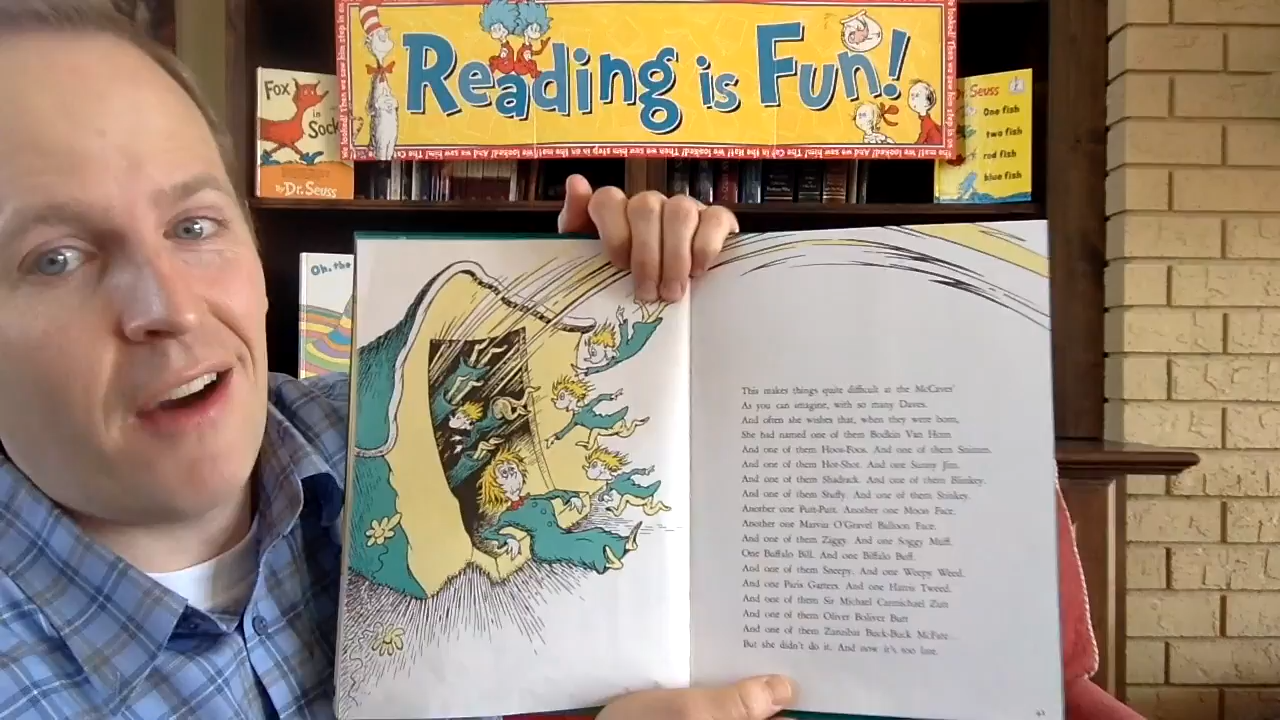 Reading is Fun!
Fox
in
Sock
By Dr. Seuss
Dr. Seuss
One fish
two fish
red fish
blue fish
Oh, the
This makes things quite difficult at the McCaves'
As you can imagine, with so many Daves.
And often she wishes that, when they were born,
She had named one of them Bodkin Van Horn
And one of them Hoos-Foos. And one of them Snimm.
And one of them Hot-Shot. And one Sunny Jim.
And one of them Shadrack. And one of them Blinkey.
And one of them Stuffy. And one of them Stinkey.
Another one Putt-Putt. Another one Moon Face.
Another one Marvin O'Gravel Balloon Face.
And one of them Ziggy. And one Soggy Muff.
One Buffalo Bill. And one Biffalo Buff.
And one of them Sneepy. And one Weepy Weed.
And one Paris Garters. And one Harris Tweed.
And one of them Sir Michael Carmichael Zutt
And one of them Oliver Boliver Butt
And one of them Zanzibar Buck-Buck McFate...
But she didn't do it. And now it's too late.